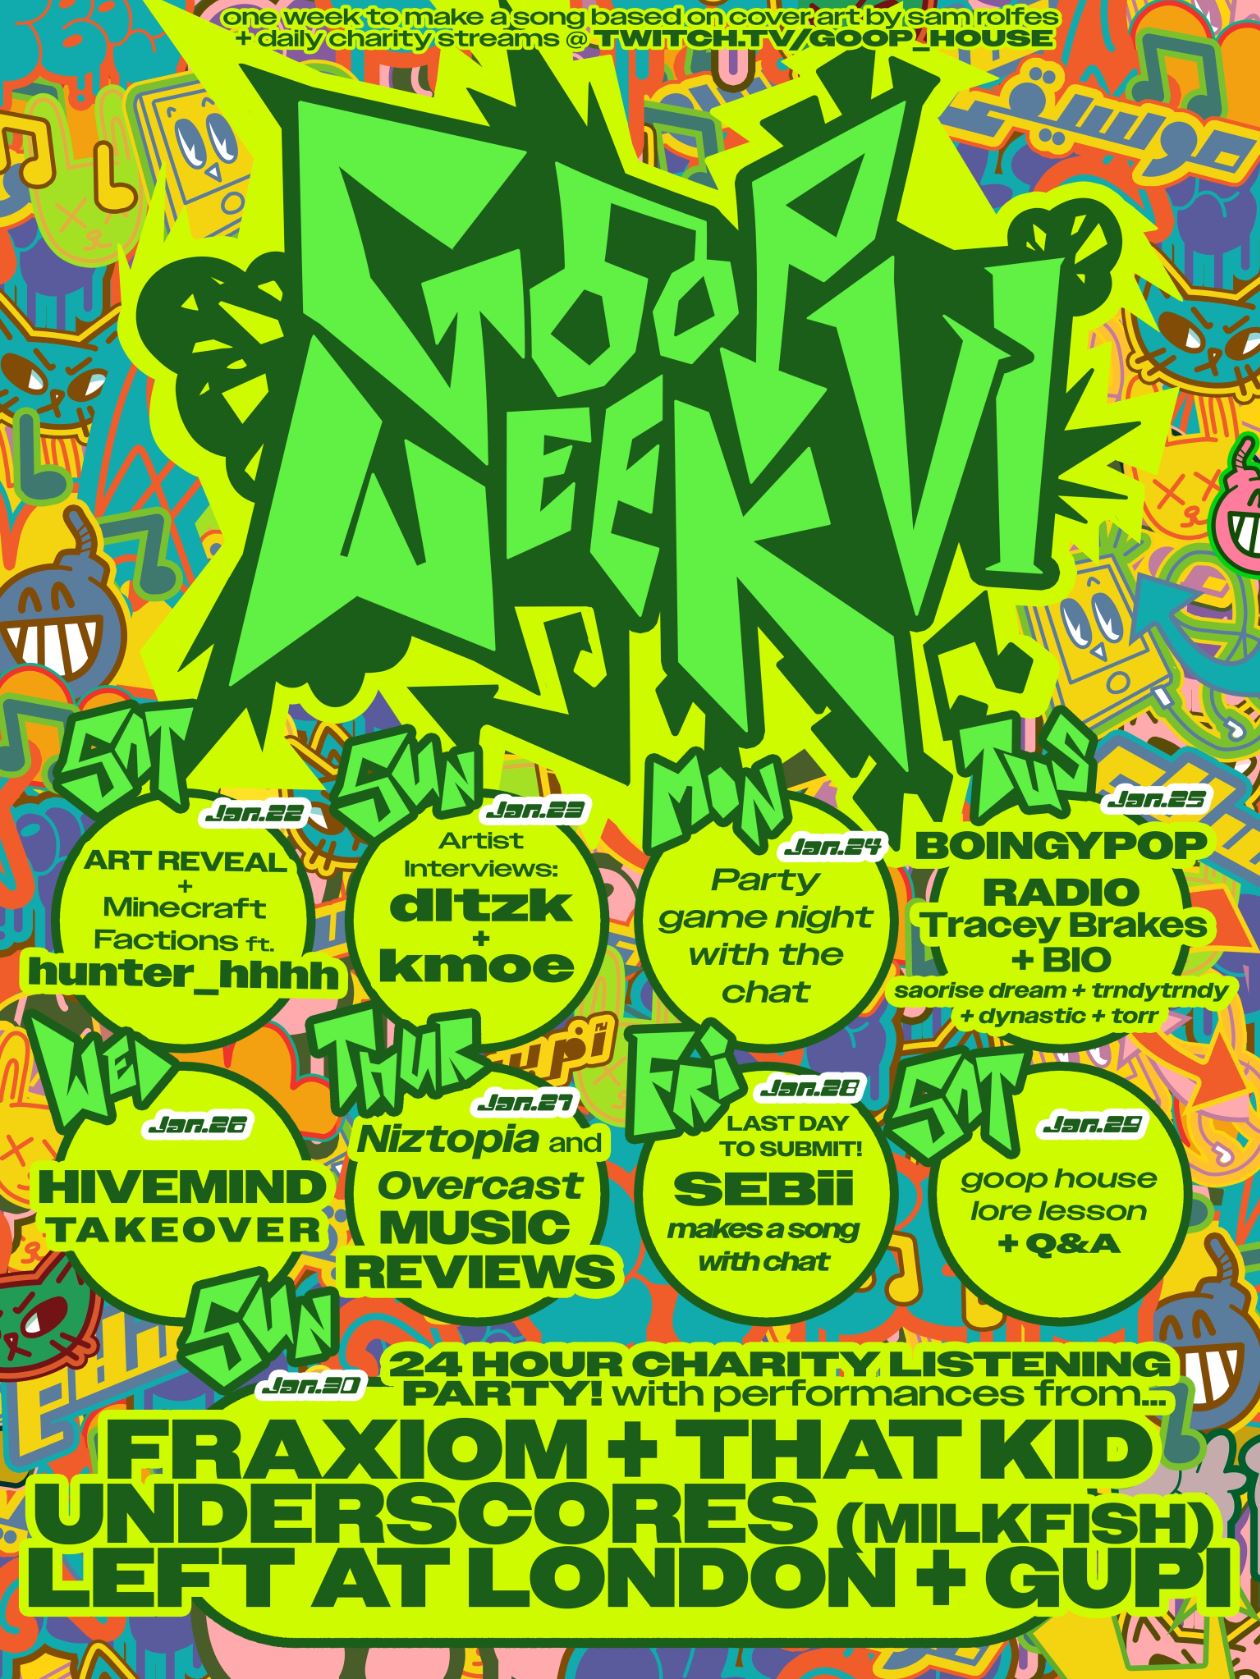 one week to make a song based on cover art by sam rolfes
+ daily charity streams @ TWITCH.TV/GOOP_HOUSE
موسيقى
GOOP
WEEK VI
SAT
Jan.22
ART REVEAL
+
Minecraft
Factions ft.
hunter_hhhh
SUN
Jan.23
Artist
Interviews:
dltzk
+
kmoe
MON
Jan.24
Party
game night
with the
chat
TUS
Jan.25
BOINGYPOP
RADIO
Tracey Brakes
+ BIO
saorise dream + trndytrndy
+ dynastic + torr
WED
Jan.26
HIVEMIND
TAKEOVER
THUR
Jan.27
Niztopia and
Overcast
MUSIC
REVIEWS
FRI
Jan.28
LAST DAY
TO SUBMIT!
SEBii
makes a song
with chat
SAT
Jan.29
goop house
lore lesson
+ Q&A
SUN
Jan.30
24 HOUR CHARITY LISTENING
PARTY! with performances from...
FRAXIOM + THAT KID
UNDERSCORES (MILKFISH)
LEFT AT LONDON + GUPI